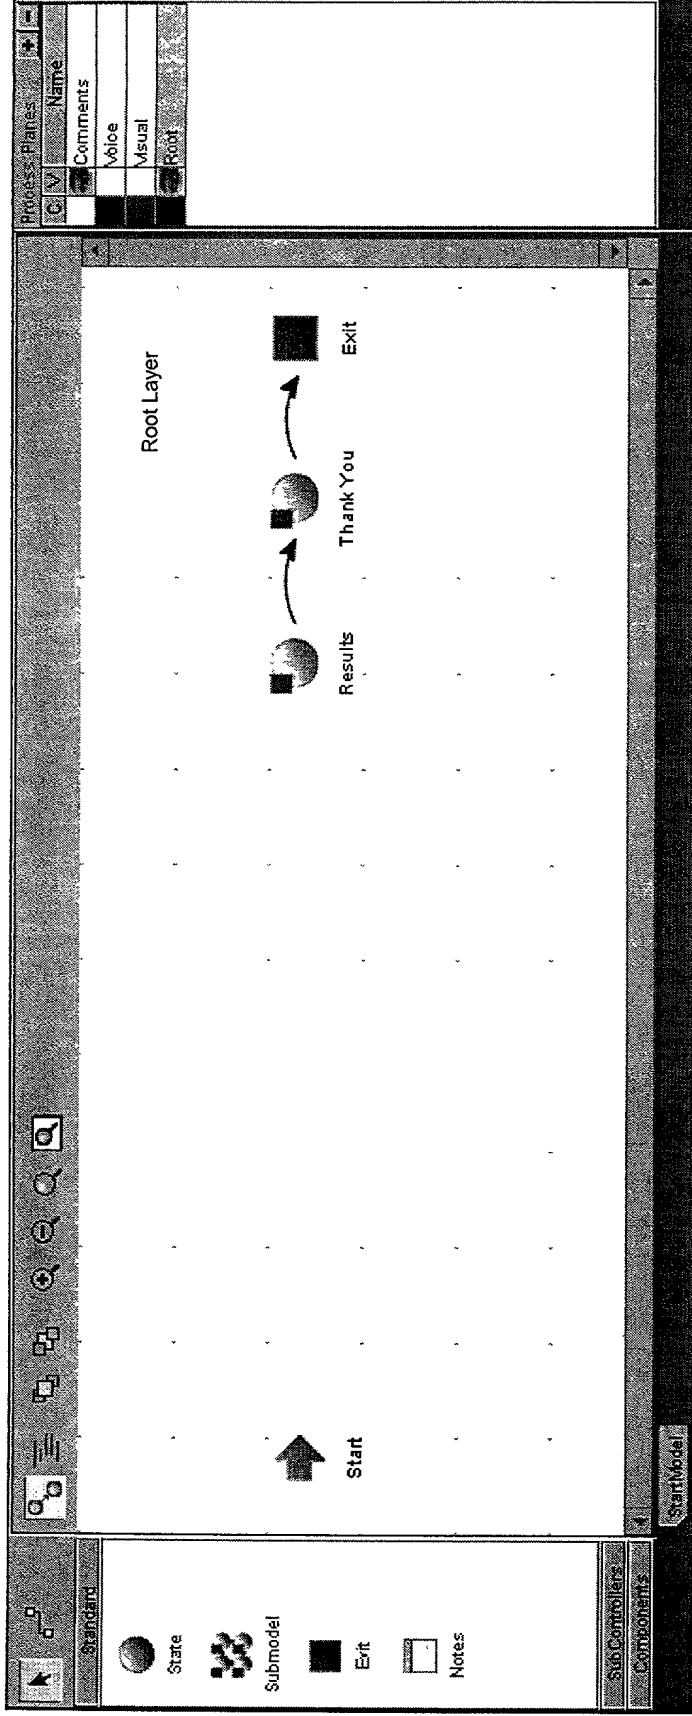 Standard
State
Submodel
Exit
Notes
SubControllers
Components
Root Layer
Start
Results
Thank You
Exit
StartModel
Process Planes
C V Name
Comments
Voice
Visual
Root